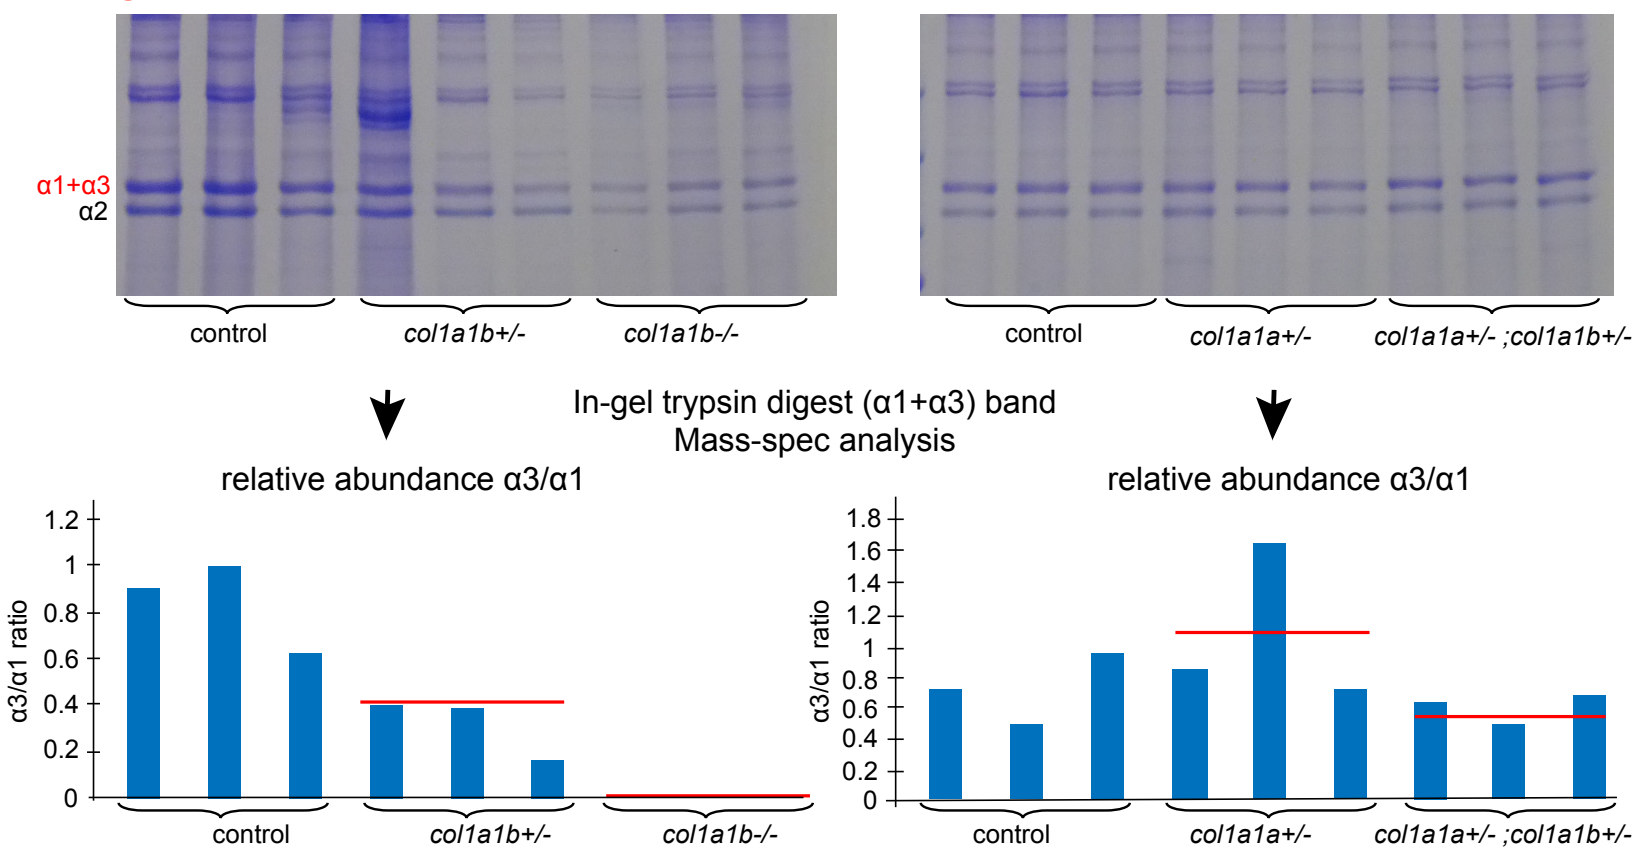 α1+α3
α2
control
col1a1b+/-
col1a1b-/-
control
col1a1a+/-
col1a1a+/- ;col1a1b+/-
In-gel trypsin digest (α1+α3) band
Mass-spec analysis
relative abundance α3/α1
α3/α1 ratio
1.2
1
0.8
0.6
0.4
0.2
0
control
col1a1b+/-
col1a1b-/-
relative abundance α3/α1
α3/α1 ratio
1.8
1.6
1.4
1.2
1
0.8
0.6
0.4
0.2
0
control
col1a1a+/-
col1a1a+/- ;col1a1b+/-